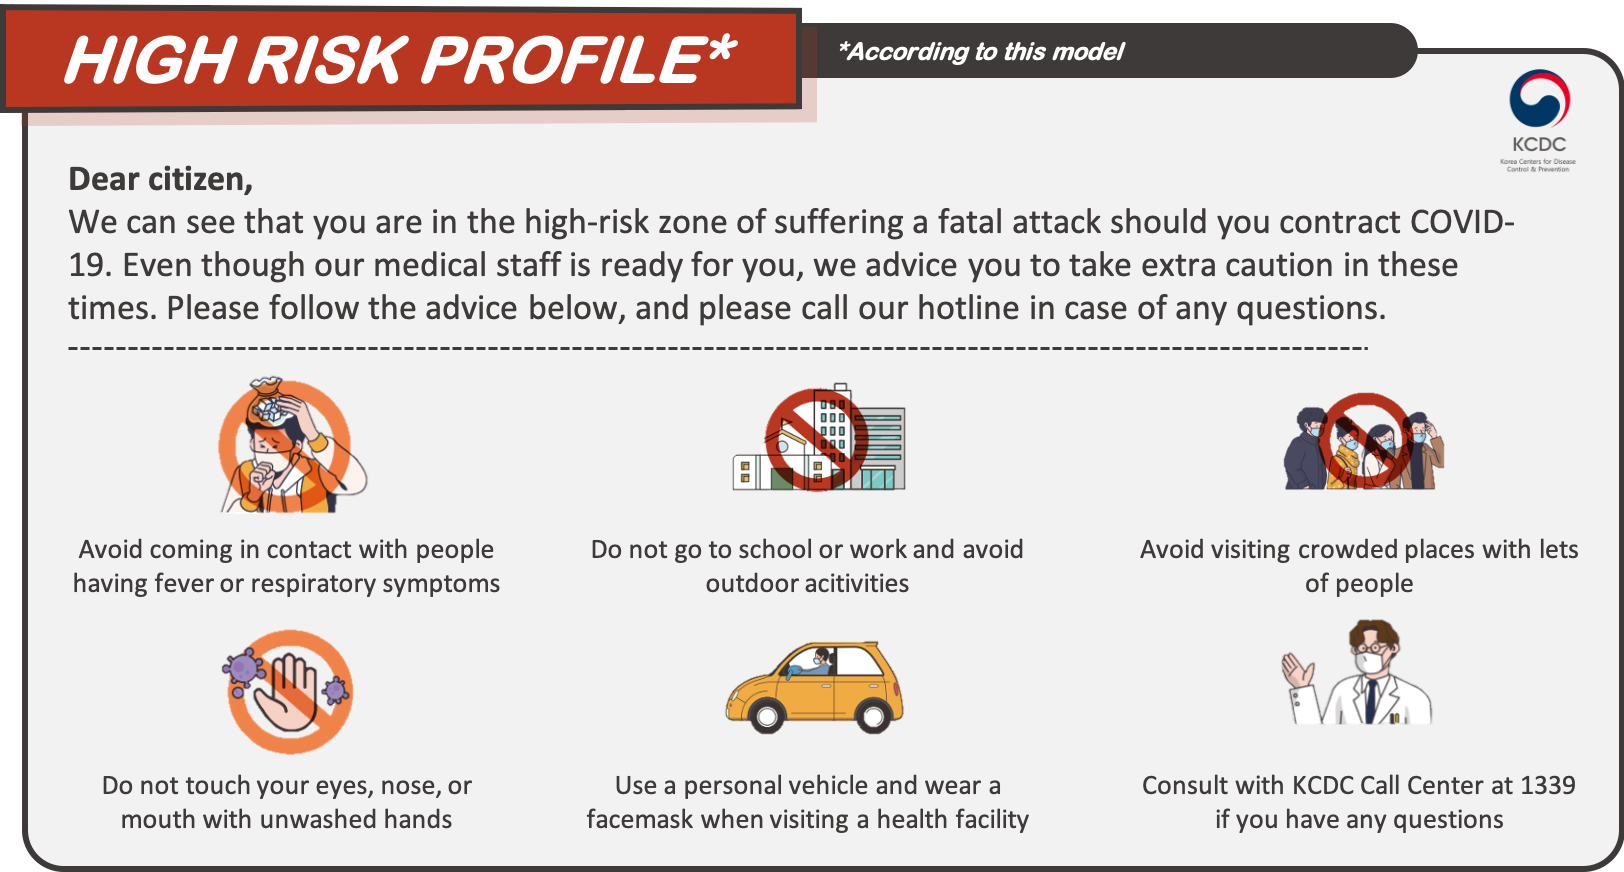 HIGH RISK PROFILE*
*According to this model
KCDC
Korea Centers for Disease
Control & Prevention
Dear citizen,
We can see that you are in the high-risk zone of suffering a fatal attack should you contract COVID-
19. Even though our medical staff is ready for you, we advice you to take extra caution in these
times. Please follow the advice below, and please call our hotline in case of any questions.
Avoid coming in contact with people
having fever or respiratory symptoms
Do not go to school or work and avoid
outdoor acitivities
Avoid visiting crowded places with lets
of people
Do not touch your eyes, nose, or
mouth with unwashed hands
Use a personal vehicle and wear a
facemask when visiting a health facility
Consult with KCDC Call Center at 1339
if you have any questions